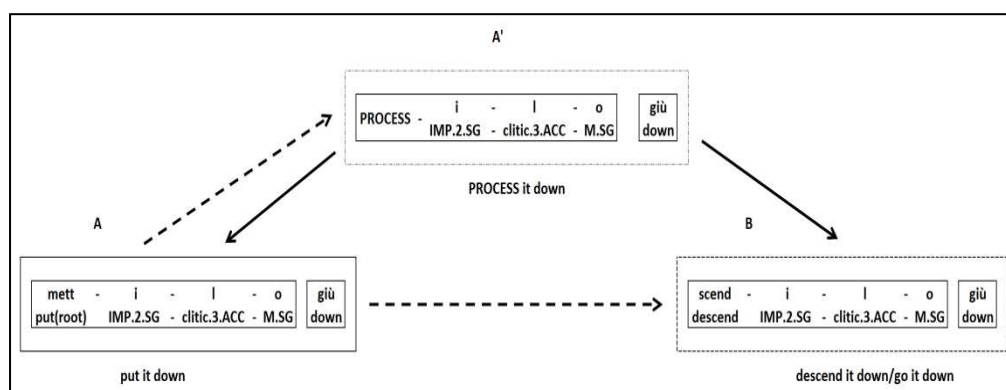 A'
i - l - o giù
PROCESS -
IMP.2.SG - clitic.3.ACC - M.SG down
PROCESS it down
A
mett - i - l - o giù
put(root) IMP.2.SG - clitic.3.ACC - M.SG down
put it down
B
scend - i - l - o giù
descend IMP.2.SG - clitic.3.ACC - M.SG down
descend it down/go it down